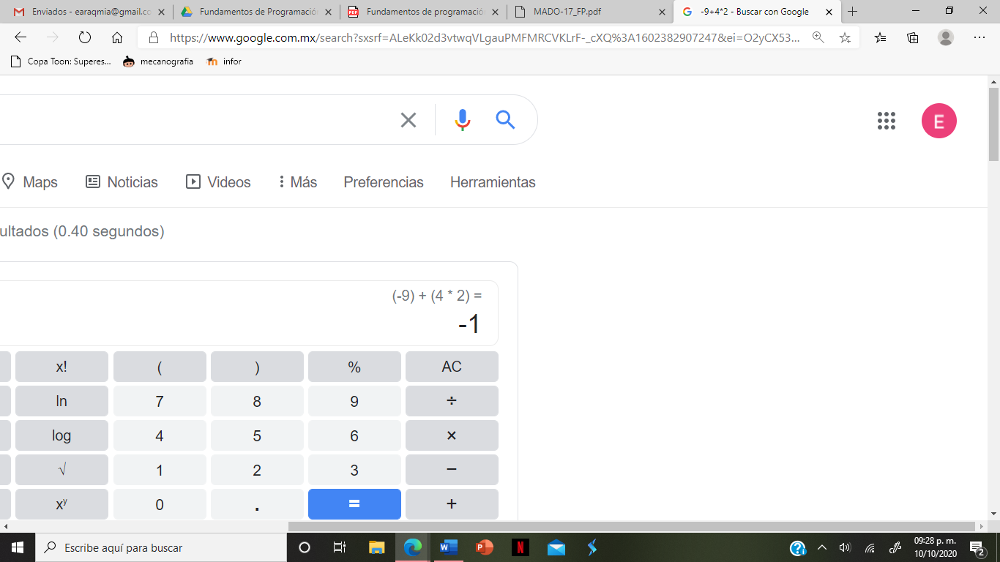 Enviados - earaqmia@gmail.co
Fundamentos de Programación
Fundamentos de programación
MADO-17_FP.pdf
-9+4*2 - Buscar con Google
https://www.google.com.mx/search?sxsrf=ALeKk02d3vtwqVLgauPMFMRCVKLrF-_cXQ%3A1602382907247&ei=O2yCX53...
Copa Toon: Superes... mecanografia infor
E
Maps Noticias Videos Más Preferencias Herramientas
ultados (0.40 segundos)
(-9) + (4 * 2) =
-1
x! ( ) % AC
ln 7 8 9 ÷
log 4 5 6 ×
√ 1 2 3 −
xʸ 0 . = +
Escribe aquí para buscar
09:28 p. m.
10/10/2020
2